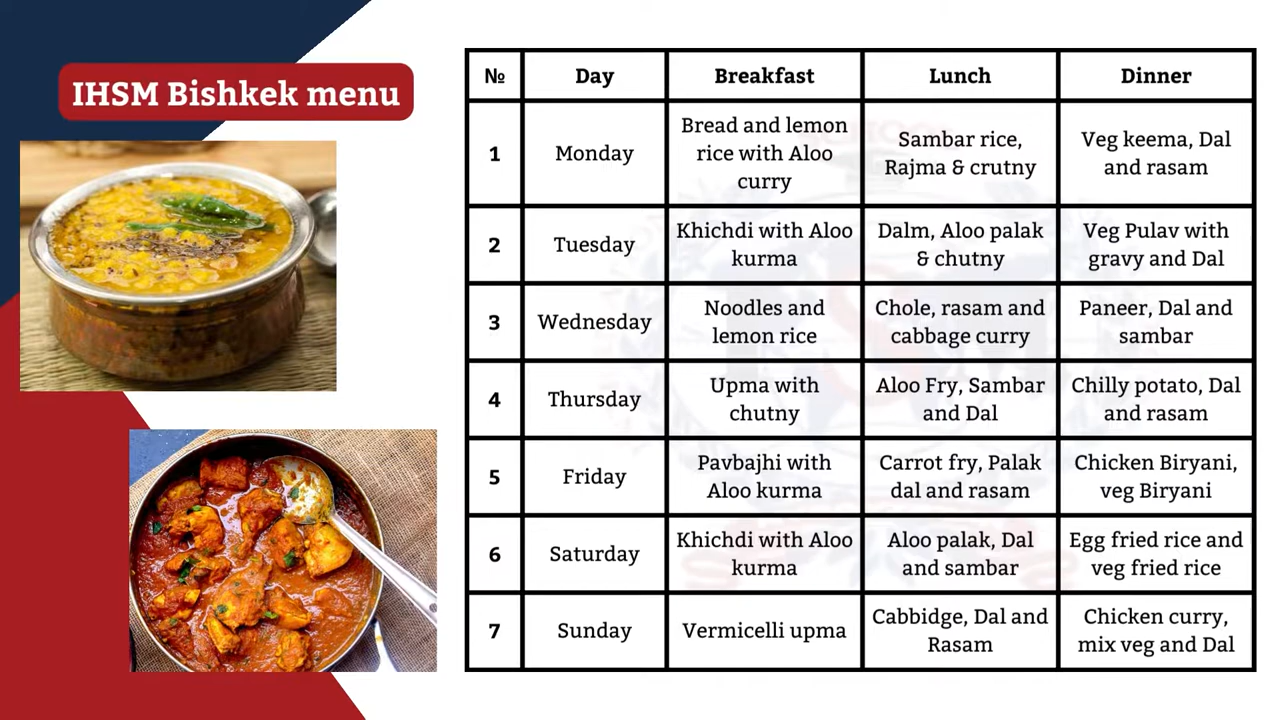 IHSM Bishkek menu
№ Day Breakfast Lunch Dinner
1 Monday Bread and lemon rice with Aloo curry Sambar rice, Rajma & crutny Veg keema, Dal and rasam
2 Tuesday Khichdi with Aloo kurma Dalm, Aloo palak & chutny Veg Pulav with gravy and Dal
3 Wednesday Noodles and lemon rice Chole, rasam and cabbage curry Paneer, Dal and sambar
4 Thursday Upma with chutny Aloo Fry, Sambar and Dal Chilly potato, Dal and rasam
5 Friday Pavbajhi with Aloo kurma Carrot fry, Palak dal and rasam Chicken Biryani, veg Biryani
6 Saturday Khichdi with Aloo kurma Aloo palak, Dal and sambar Egg fried rice and veg fried rice
7 Sunday Vermicelli upma Cabbidge, Dal and Rasam Chicken curry, mix veg and Dal